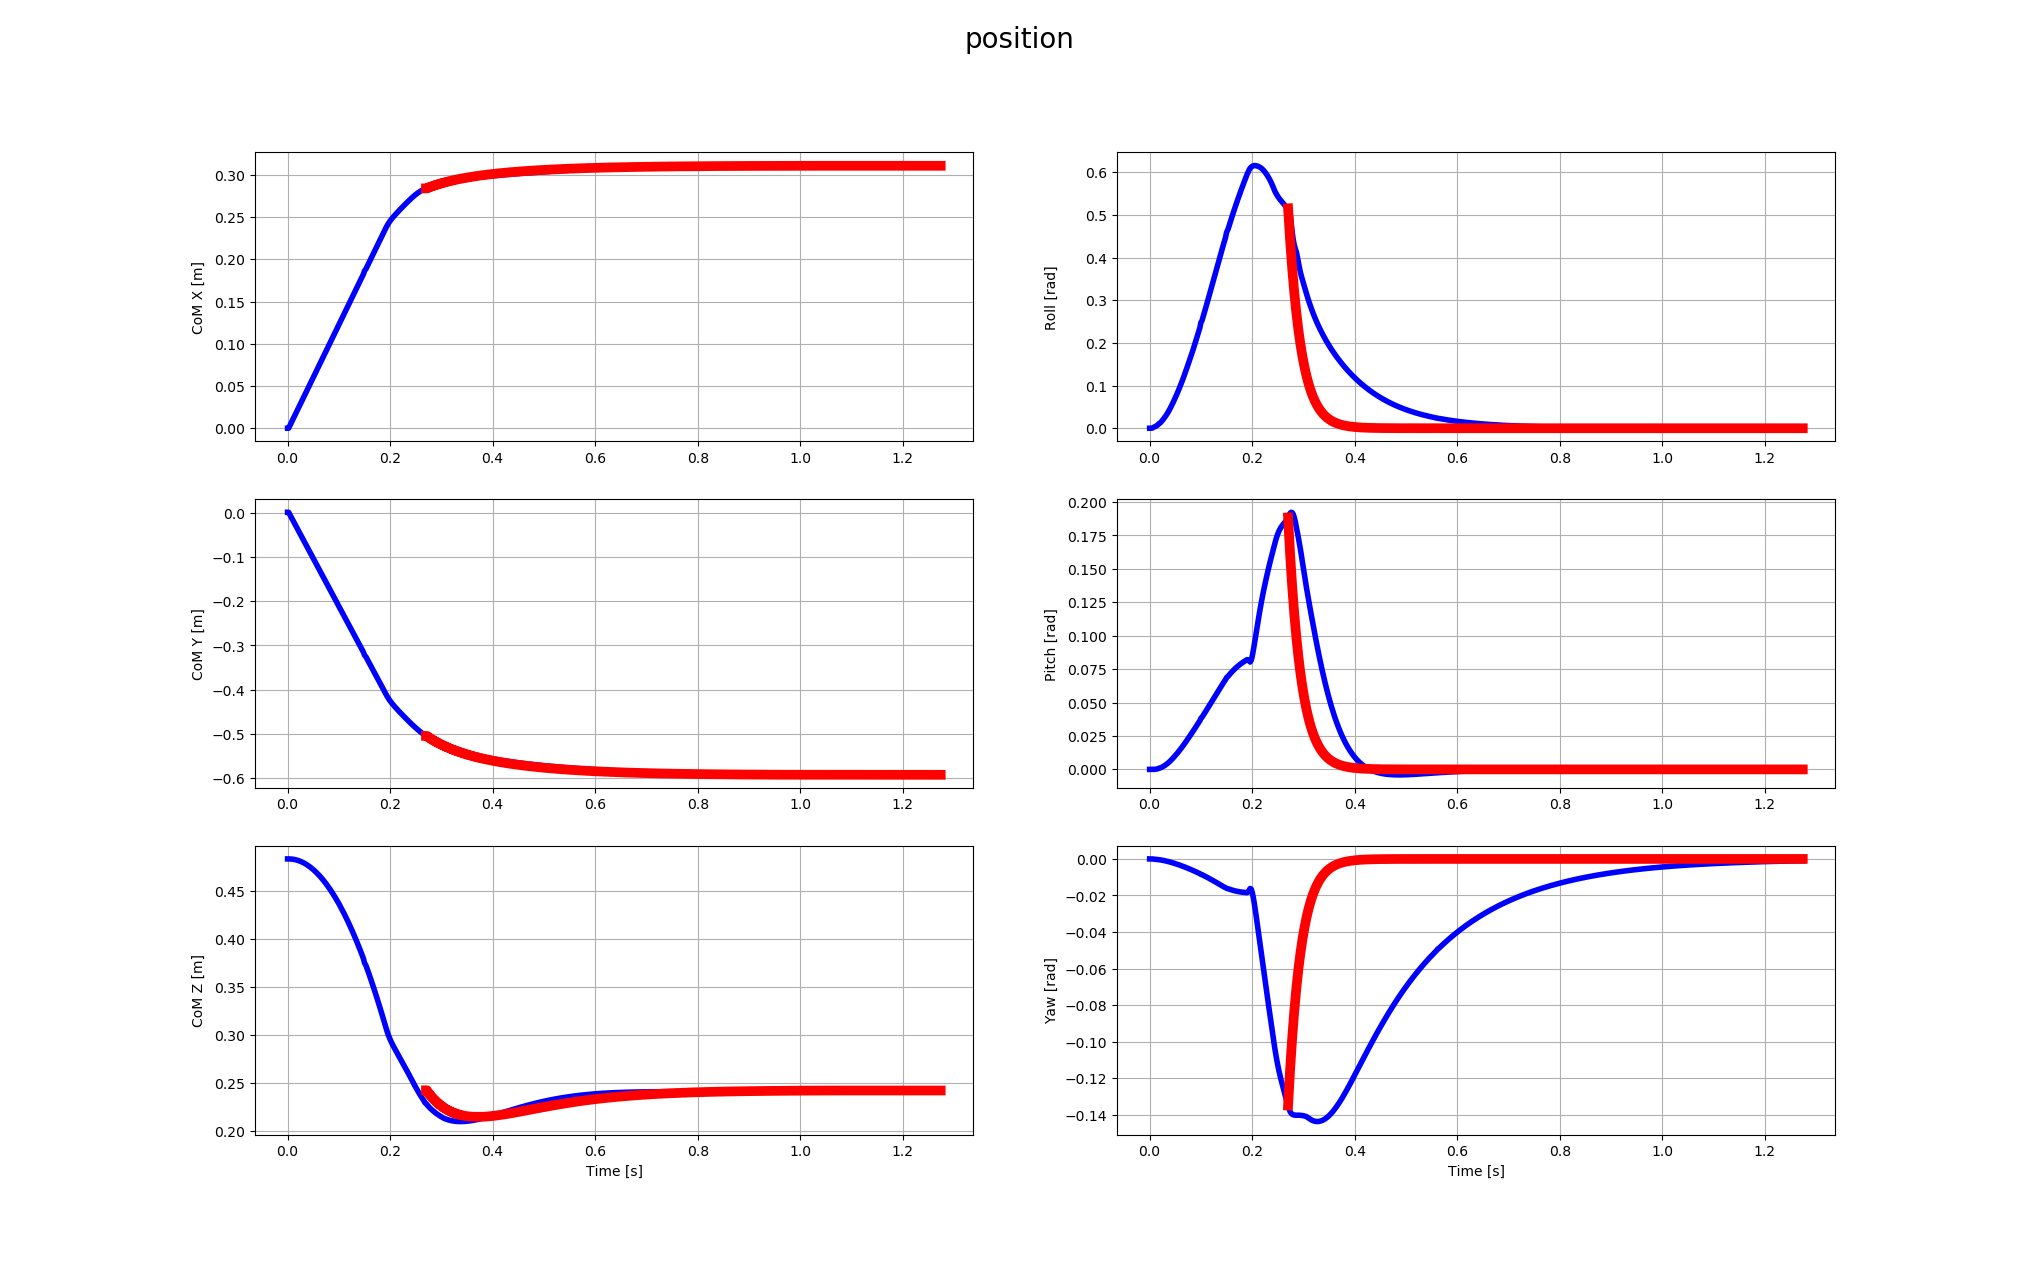 position
0.30
0.25
0.20
0.15
0.10
0.05
0.00
CoM X [m]
0.0 0.2 0.4 0.6 0.8 1.0 1.2
0.6
0.5
0.4
0.3
0.2
0.1
0.0
Roll [rad]
0.0 0.2 0.4 0.6 0.8 1.0 1.2
0.0
−0.1
−0.2
−0.3
−0.4
−0.5
−0.6
CoM Y [m]
0.0 0.2 0.4 0.6 0.8 1.0 1.2
0.200
0.175
0.150
0.125
0.100
0.075
0.050
0.025
0.000
Pitch [rad]
0.0 0.2 0.4 0.6 0.8 1.0 1.2
0.45
0.40
0.35
0.30
0.25
0.20
CoM Z [m]
0.0 0.2 0.4 0.6 0.8 1.0 1.2
Time [s]
0.00
−0.02
−0.04
−0.06
−0.08
−0.10
−0.12
−0.14
Yaw [rad]
0.0 0.2 0.4 0.6 0.8 1.0 1.2
Time [s]